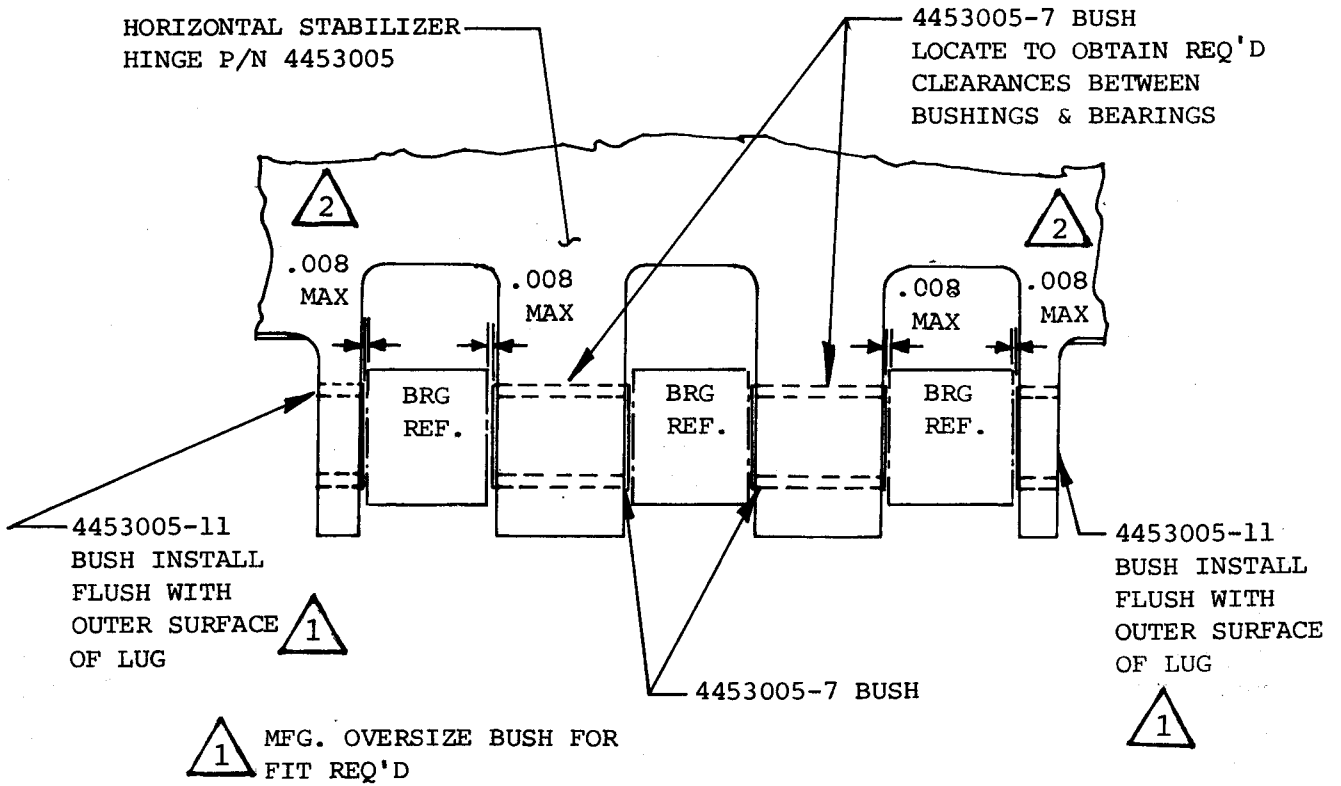 HORIZONTAL STABILIZER
HINGE P/N 4453005
4453005-7 BUSH
LOCATE TO OBTAIN REQ'D
CLEARANCES BETWEEN
BUSHINGS & BEARINGS
2
2
.008
MAX
.008
MAX
.008
MAX
.008
MAX
BRG
REF.
BRG
REF.
BRG
REF.
4453005-11
BUSH INSTALL
FLUSH WITH
OUTER SURFACE
OF LUG
1
4453005-11
BUSH INSTALL
FLUSH WITH
OUTER SURFACE
OF LUG
1
4453005-7 BUSH
1 MFG. OVERSIZE BUSH FOR
FIT REQ'D